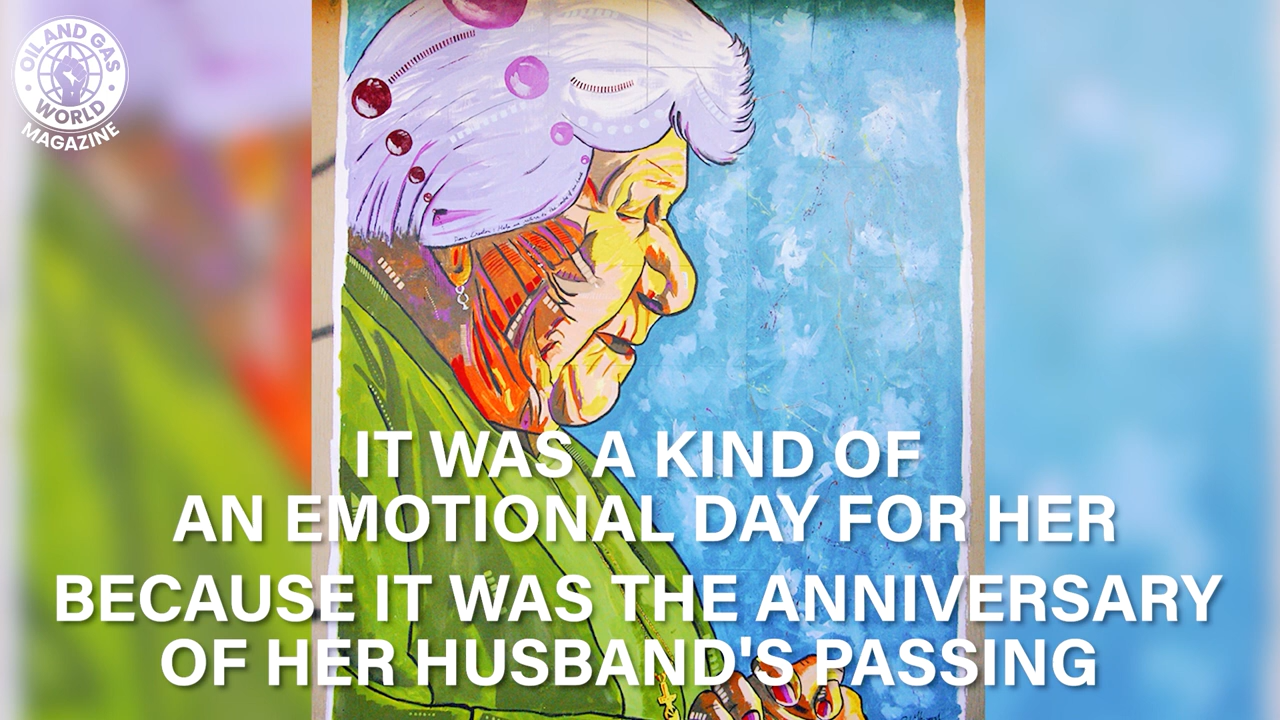 OIL AND GAS
WORLD
MAGAZINE
IT WAS A KIND OF
AN EMOTIONAL DAY FOR HER
BECAUSE IT WAS THE ANNIVERSARY
OF HER HUSBAND'S PASSING